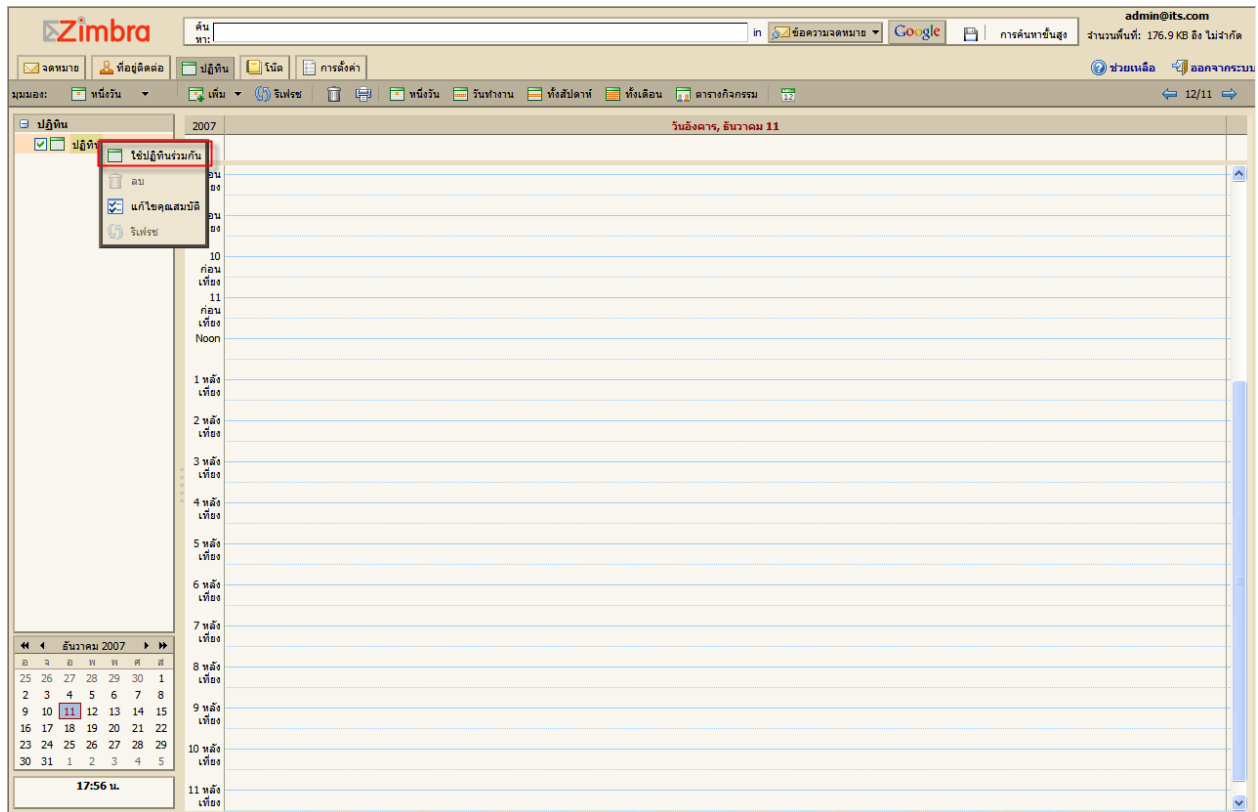 Zimbra
ค้นหา:
in ข้อความจดหมาย Google การค้นหาขั้นสูง
admin@its.com
จำนวนพื้นที่: 176.9 KB ถึง ไม่จำกัด
จดหมาย ที่อยู่ติดต่อ ปฏิทิน โน้ต การตั้งค่า
ช่วยเหลือ ออกจากระบบ
มุมมอง: หนึ่งวัน เพิ่ม รีเฟรช หนึ่งวัน วันทำงาน ทั้งสัปดาห์ ทั้งเดือน ตารางกิจกรรม 12
12/11
ปฏิทิน
ปฏิทิน
ใช้ปฏิทินร่วมกัน
ลบ
แก้ไขคุณสมบัติ
รีเฟรช
2007 วันอังคาร, ธันวาคม 11
10 ก่อนเที่ยง
11 ก่อนเที่ยง
Noon
1 หลังเที่ยง
2 หลังเที่ยง
3 หลังเที่ยง
4 หลังเที่ยง
5 หลังเที่ยง
6 หลังเที่ยง
7 หลังเที่ยง
8 หลังเที่ยง
9 หลังเที่ยง
10 หลังเที่ยง
11 หลังเที่ยง
ธันวาคม 2007
อ จ อ พ พ ศ ส
25 26 27 28 29 30 1
2 3 4 5 6 7 8
9 10 11 12 13 14 15
16 17 18 19 20 21 22
23 24 25 26 27 28 29
30 31 1 2 3 4 5
17:56 น.